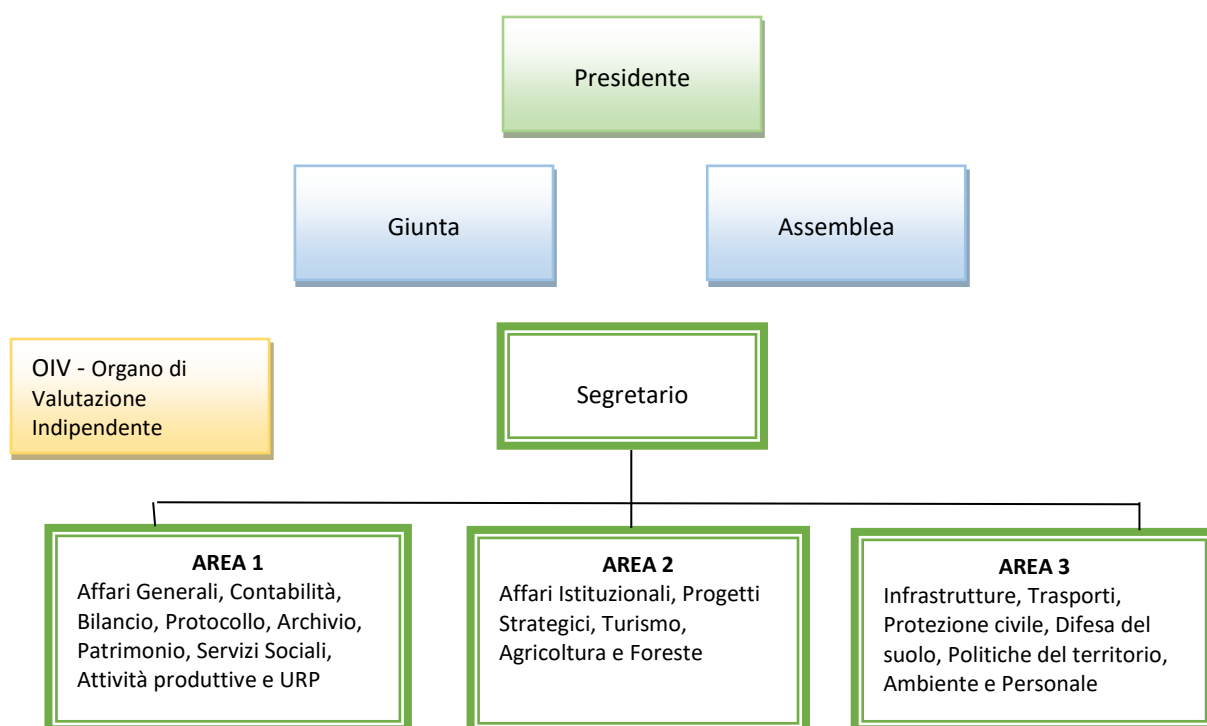 Presidente
Giunta
Assemblea
OIV - Organo di
Valutazione
Indipendente
Segretario
AREA 1
Affari Generali, Contabilità,
Bilancio, Protocollo, Archivio,
Patrimonio, Servizi Sociali,
Attività produttive e URP
AREA 2
Affari Istituzionali, Progetti
Strategici, Turismo,
Agricoltura e Foreste
AREA 3
Infrastrutture, Trasporti,
Protezione civile, Difesa del
suolo, Politiche del territorio,
Ambiente e Personale